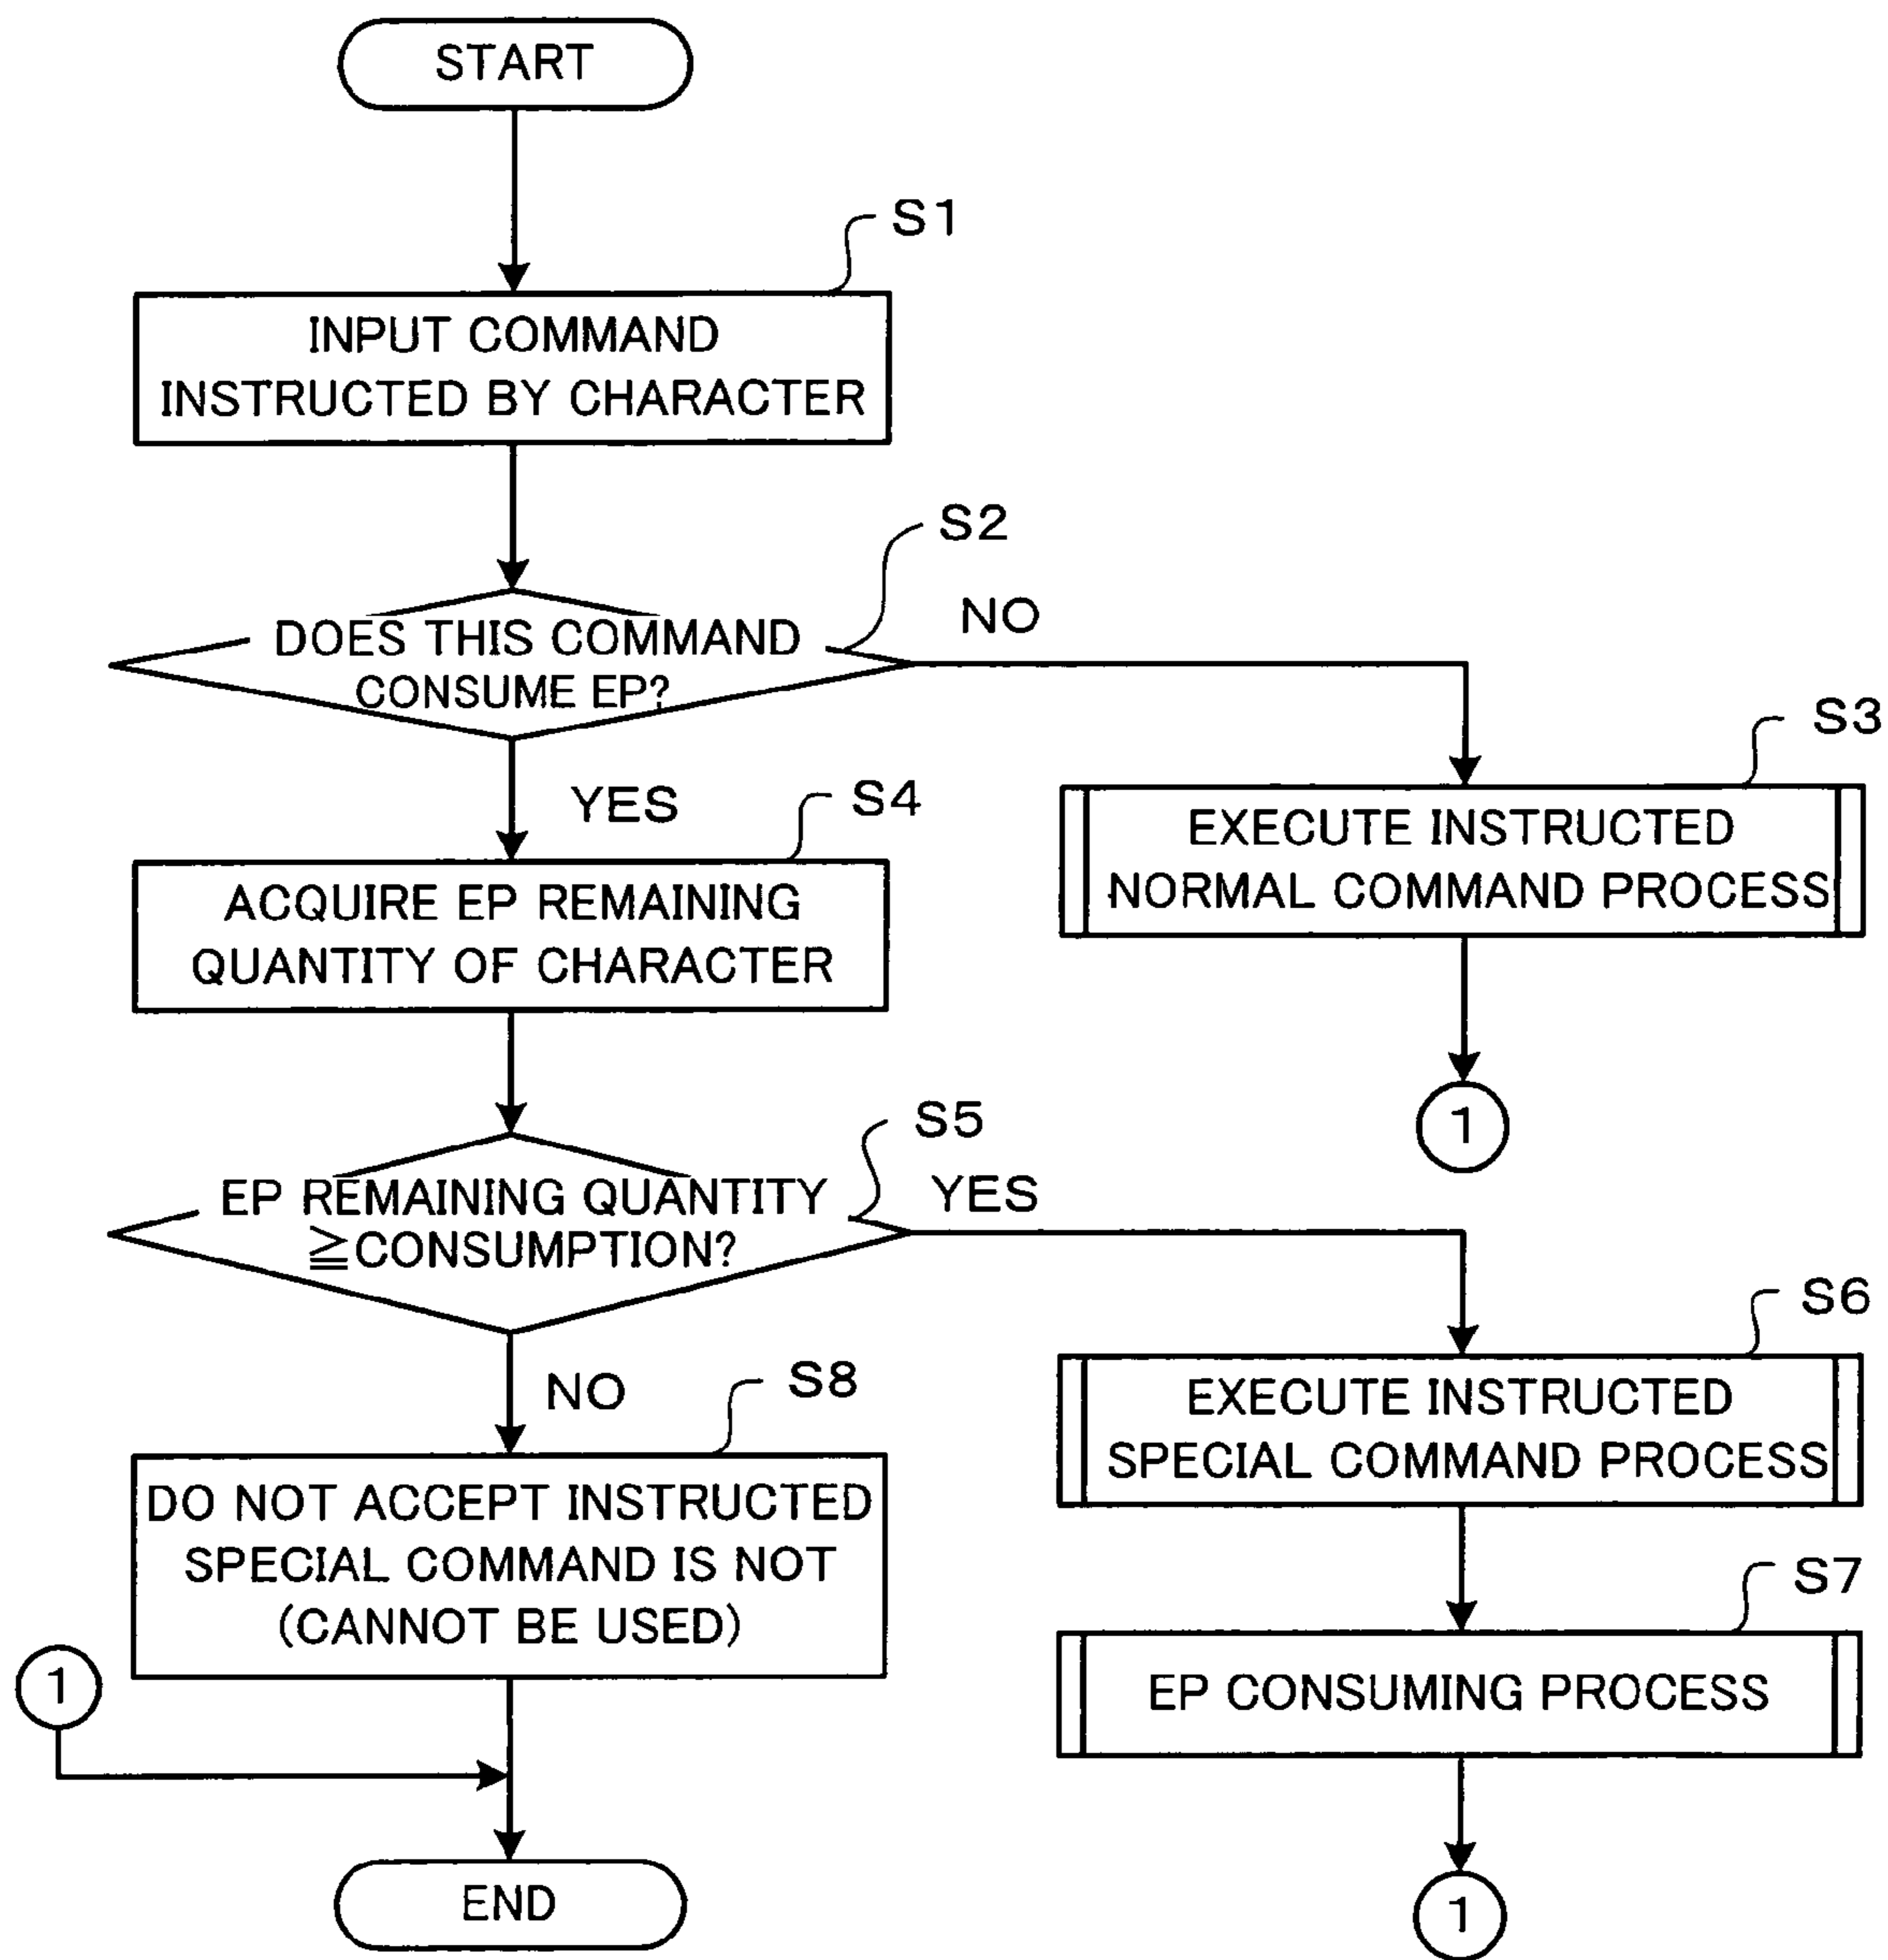 START
S1
INPUT COMMAND
INSTRUCTED BY CHARACTER
S2
DOES THIS COMMAND
CONSUME EP?
NO
YES
S3
EXECUTE INSTRUCTED
NORMAL COMMAND PROCESS
1
S4
ACQUIRE EP REMAINING
QUANTITY OF CHARACTER
S5
EP REMAINING QUANTITY
≧CONSUMPTION?
YES
NO
S6
EXECUTE INSTRUCTED
SPECIAL COMMAND PROCESS
S7
EP CONSUMING PROCESS
1
S8
DO NOT ACCEPT INSTRUCTED
SPECIAL COMMAND IS NOT
(CANNOT BE USED)
1
END